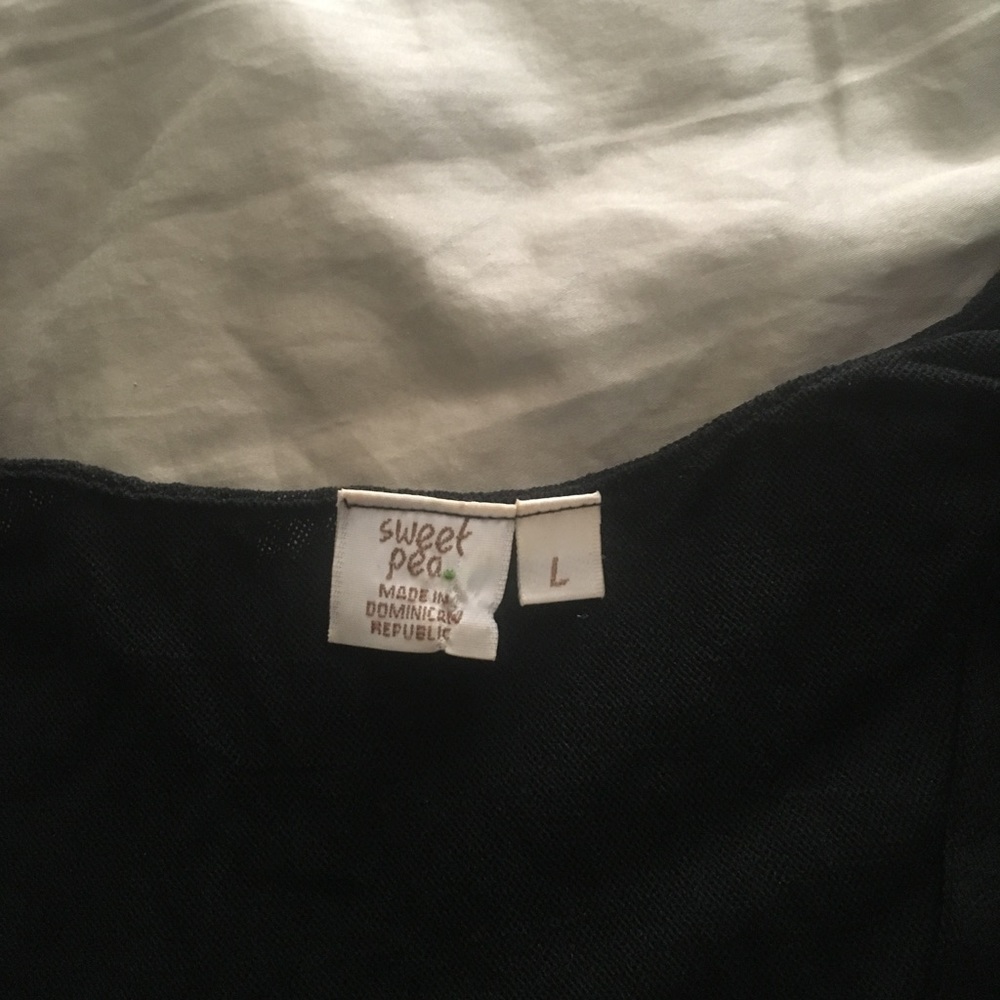 sweet
pea
MADE IN
DOMINICAN
REPUBLIC
L